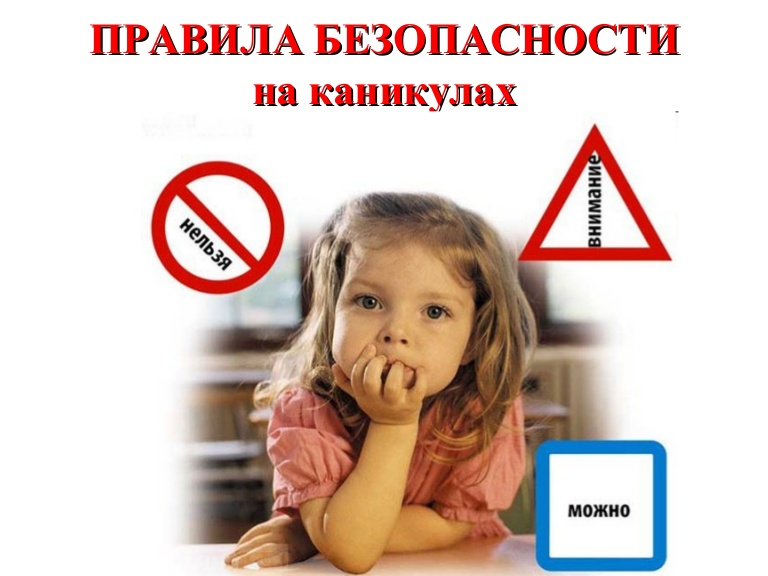 ПРАВИЛА БЕЗОПАСНОСТИ
на каникулах
нельзя
внимание
можно